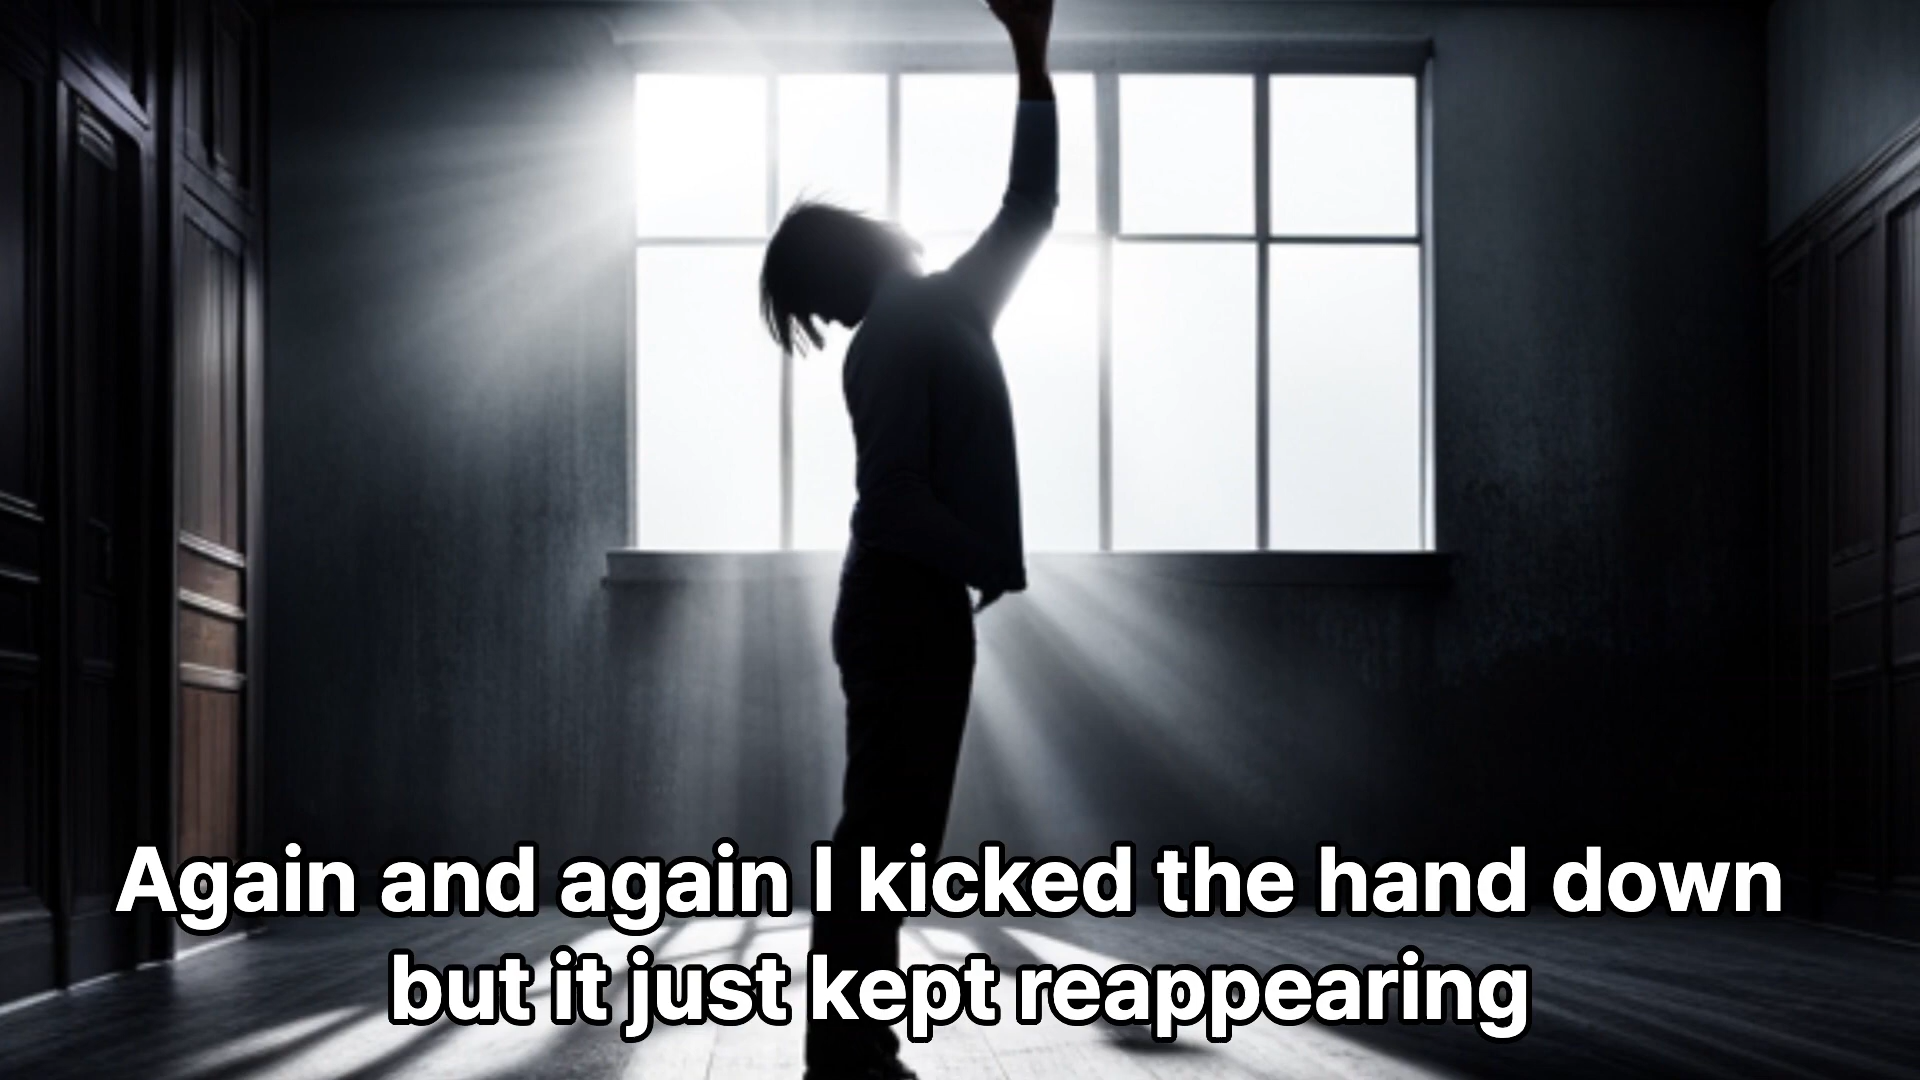 Again and again I kicked the hand down
but it just kept reappearing